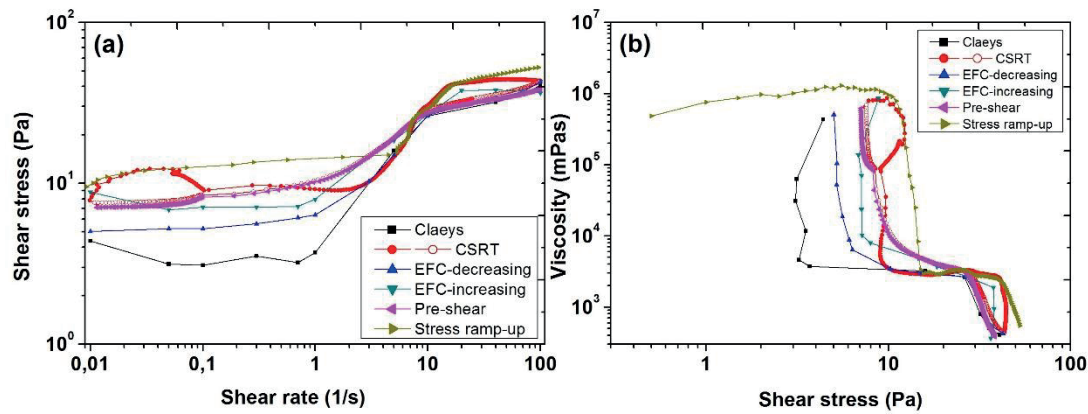 (a)
Shear stress (Pa)
10²
10¹
10⁰
0,01
0,1
1
10
100
Shear rate (1/s)
Claeys
CSRT
EFC-decreasing
EFC-increasing
Pre-shear
Stress ramp-up
(b)
Viscosity (mPas)
10⁷
10⁶
10⁵
10⁴
10³
1
10
100
Shear stress (Pa)
Claeys
CSRT
EFC-decreasing
EFC-increasing
Pre-shear
Stress ramp-up